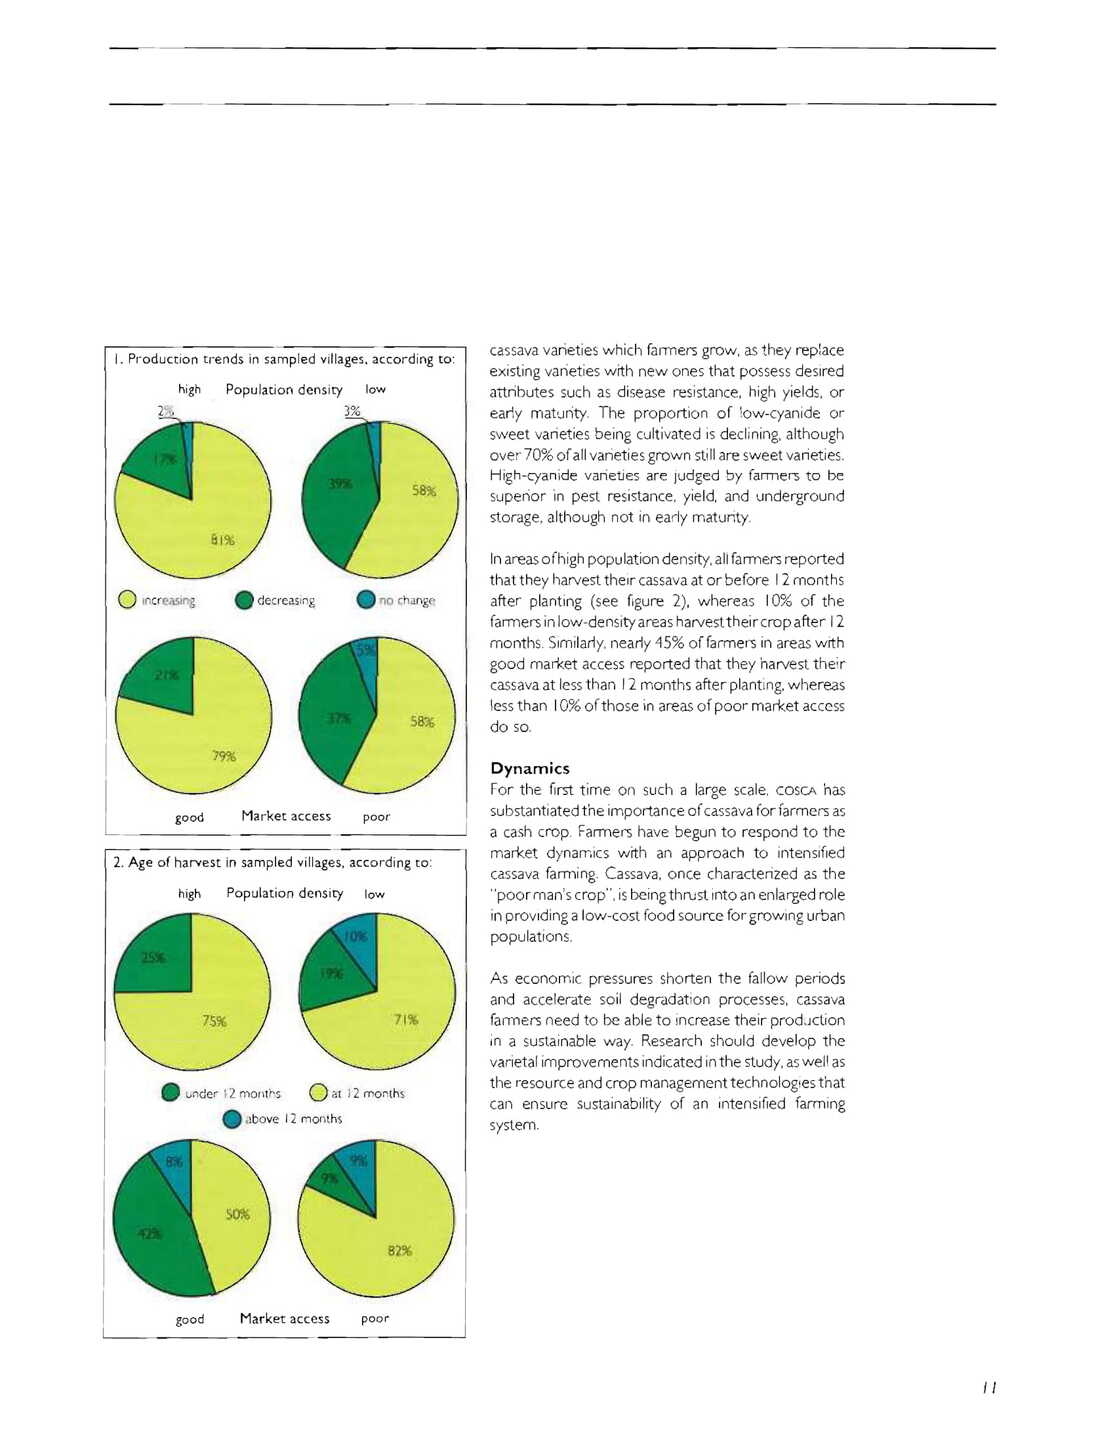 1. Production trends in sampled villages, according to:
high Population density low
2% 3%
17% 39% 58%
81%
increasing decreasing no change
5%
21% 37% 58%
79%
good Market access poor
2. Age of harvest in sampled villages, according to:
high Population density low
10%
25% 19%
75% 71%
under 12 months at 12 months
above 12 months
8% 9%
9%
42% 50%
82%
good Market access poor
cassava varieties which farmers grow, as they replace
existing varieties with new ones that possess desired
attributes such as disease resistance, high yields, or
early maturity. The proportion of low-cyanide or
sweet varieties being cultivated is declining, although
over 70% of all varieties grown still are sweet varieties.
High-cyanide varieties are judged by farmers to be
superior in pest resistance, yield, and underground
storage, although not in early maturity.
In areas of high population density, all farmers reported
that they harvest their cassava at or before 12 months
after planting (see figure 2), whereas 10% of the
farmers in low-density areas harvest their crop after 12
months. Similarly, nearly 45% of farmers in areas with
good market access reported that they harvest their
cassava at less than 12 months after planting, whereas
less than 10% of those in areas of poor market access
do so.
Dynamics
For the first time on such a large scale, COSCA has
substantiated the importance of cassava for farmers as
a cash crop. Farmers have begun to respond to the
market dynamics with an approach to intensified
cassava farming. Cassava, once characterized as the
"poor man's crop", is being thrust into an enlarged role
in providing a low-cost food source for growing urban
populations.
As economic pressures shorten the fallow periods
and accelerate soil degradation processes, cassava
farmers need to be able to increase their production
in a sustainable way. Research should develop the
varietal improvements indicated in the study, as well as
the resource and crop management technologies that
can ensure sustainability of an intensified farming
system.
11